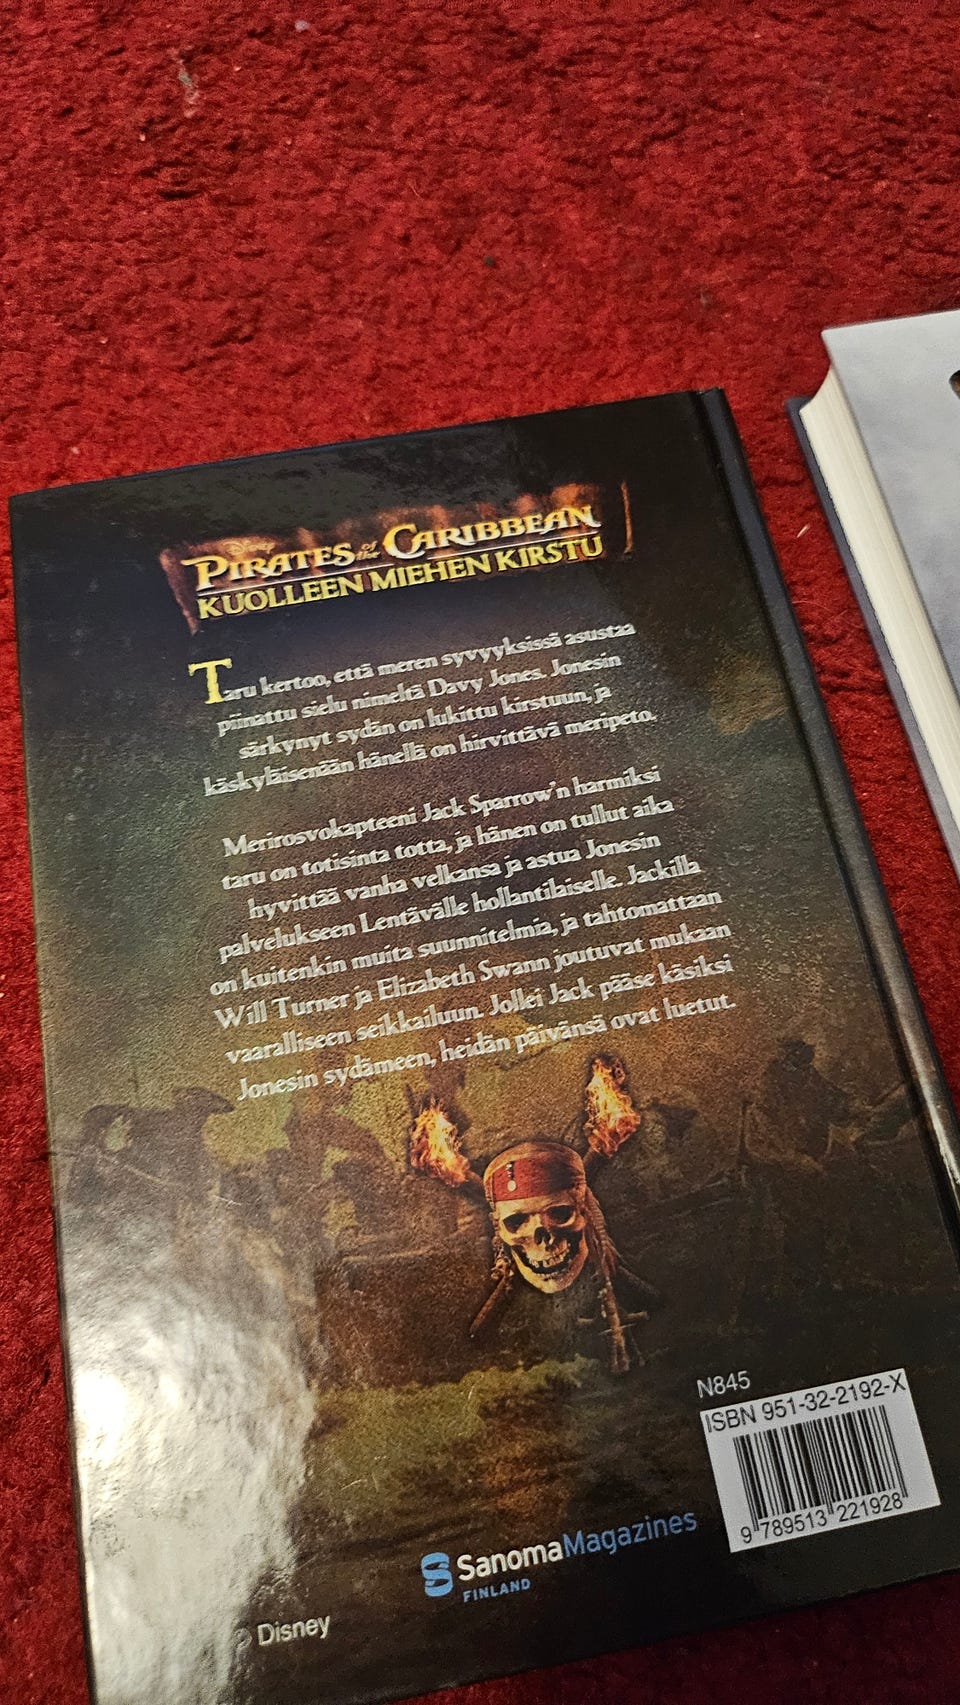 Disney
PIRATES of the CARIBBEAN
KUOLLEEN MIEHEN KIRSTU
Taru kertoo, että meren syvyyksissä asustaa
piinattu sielu nimeltä Davy Jones. Jonesin
särkynyt sydän on lukittu kirstuun, ja
käskyläisenään hänellä on hirvittävä meripeto.
Merirosvokapteeni Jack Sparrow'n harmiksi
taru on totisinta totta, ja hänen on tullut aika
hyvittää vanha velkansa ja astua Jonesin
palvelukseen Lentävälle hollantilaiselle. Jackilla
on kuitenkin muita suunnitelmia, ja tahtomattaan
Will Turner ja Elizabeth Swann joutuvat mukaan
vaaralliseen seikkailuun. Jollei Jack pääse käsiksi
Jonesin sydämeen, heidän päivänsä ovat luetut.
N845
ISBN 951-32-2192-X
9 789513 221928
SanomaMagazines
FINLAND
© Disney